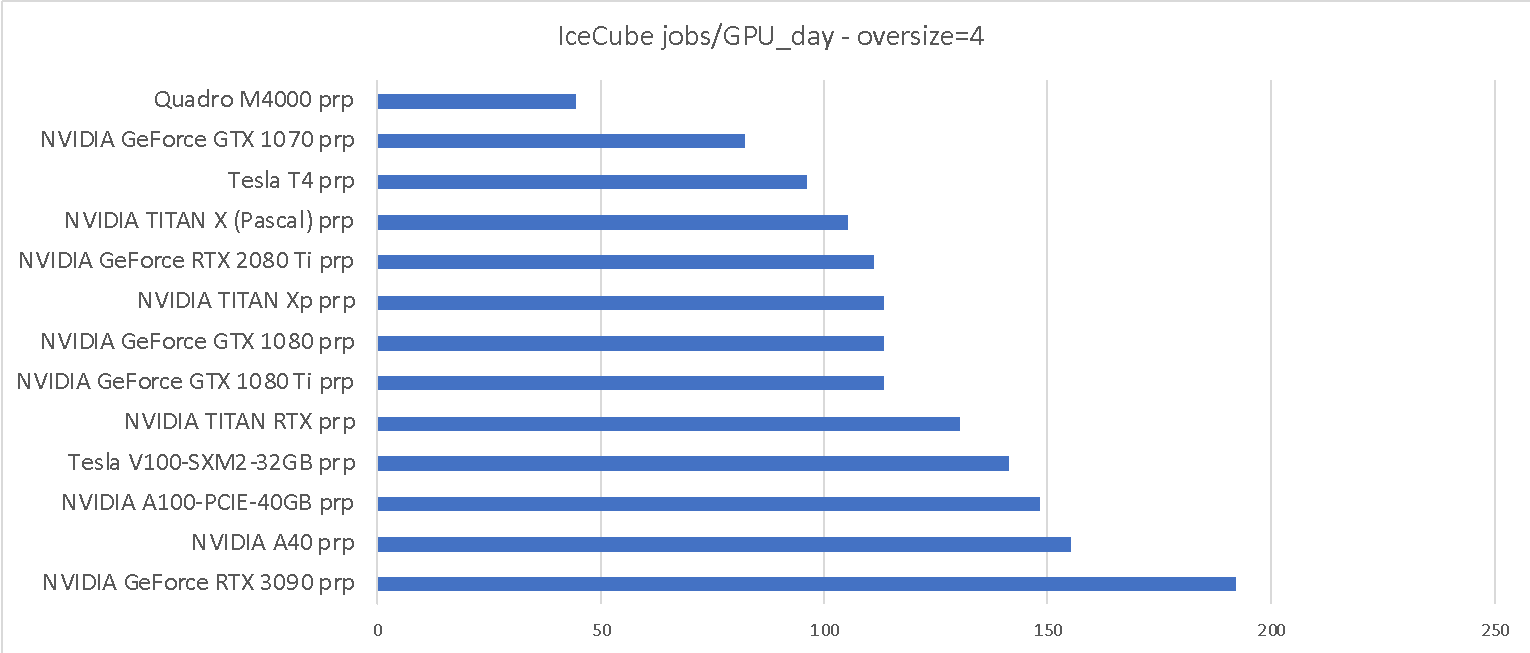 IceCube jobs/GPU_day - oversize=4
Quadro M4000 prp
NVIDIA GeForce GTX 1070 prp
Tesla T4 prp
NVIDIA TITAN X (Pascal) prp
NVIDIA GeForce RTX 2080 Ti prp
NVIDIA TITAN Xp prp
NVIDIA GeForce GTX 1080 prp
NVIDIA GeForce GTX 1080 Ti prp
NVIDIA TITAN RTX prp
Tesla V100-SXM2-32GB prp
NVIDIA A100-PCIE-40GB prp
NVIDIA A40 prp
NVIDIA GeForce RTX 3090 prp
0 50 100 150 200 250